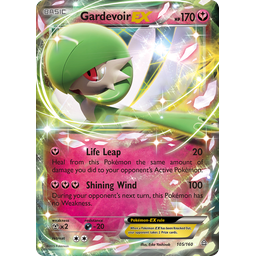 BASIC
Gardevoir EX HP170
Life Leap 20
Heal from this Pokémon the same amount of
damage you did to your opponent's Active Pokémon.
Shining Wind 100
During your opponent's next turn, this Pokémon has
no Weakness.
weakness ×2
resistance -20
retreat
Pokémon-EX rule
When a Pokémon-EX has been Knocked Out,
your opponent takes 2 Prize cards.
105/160